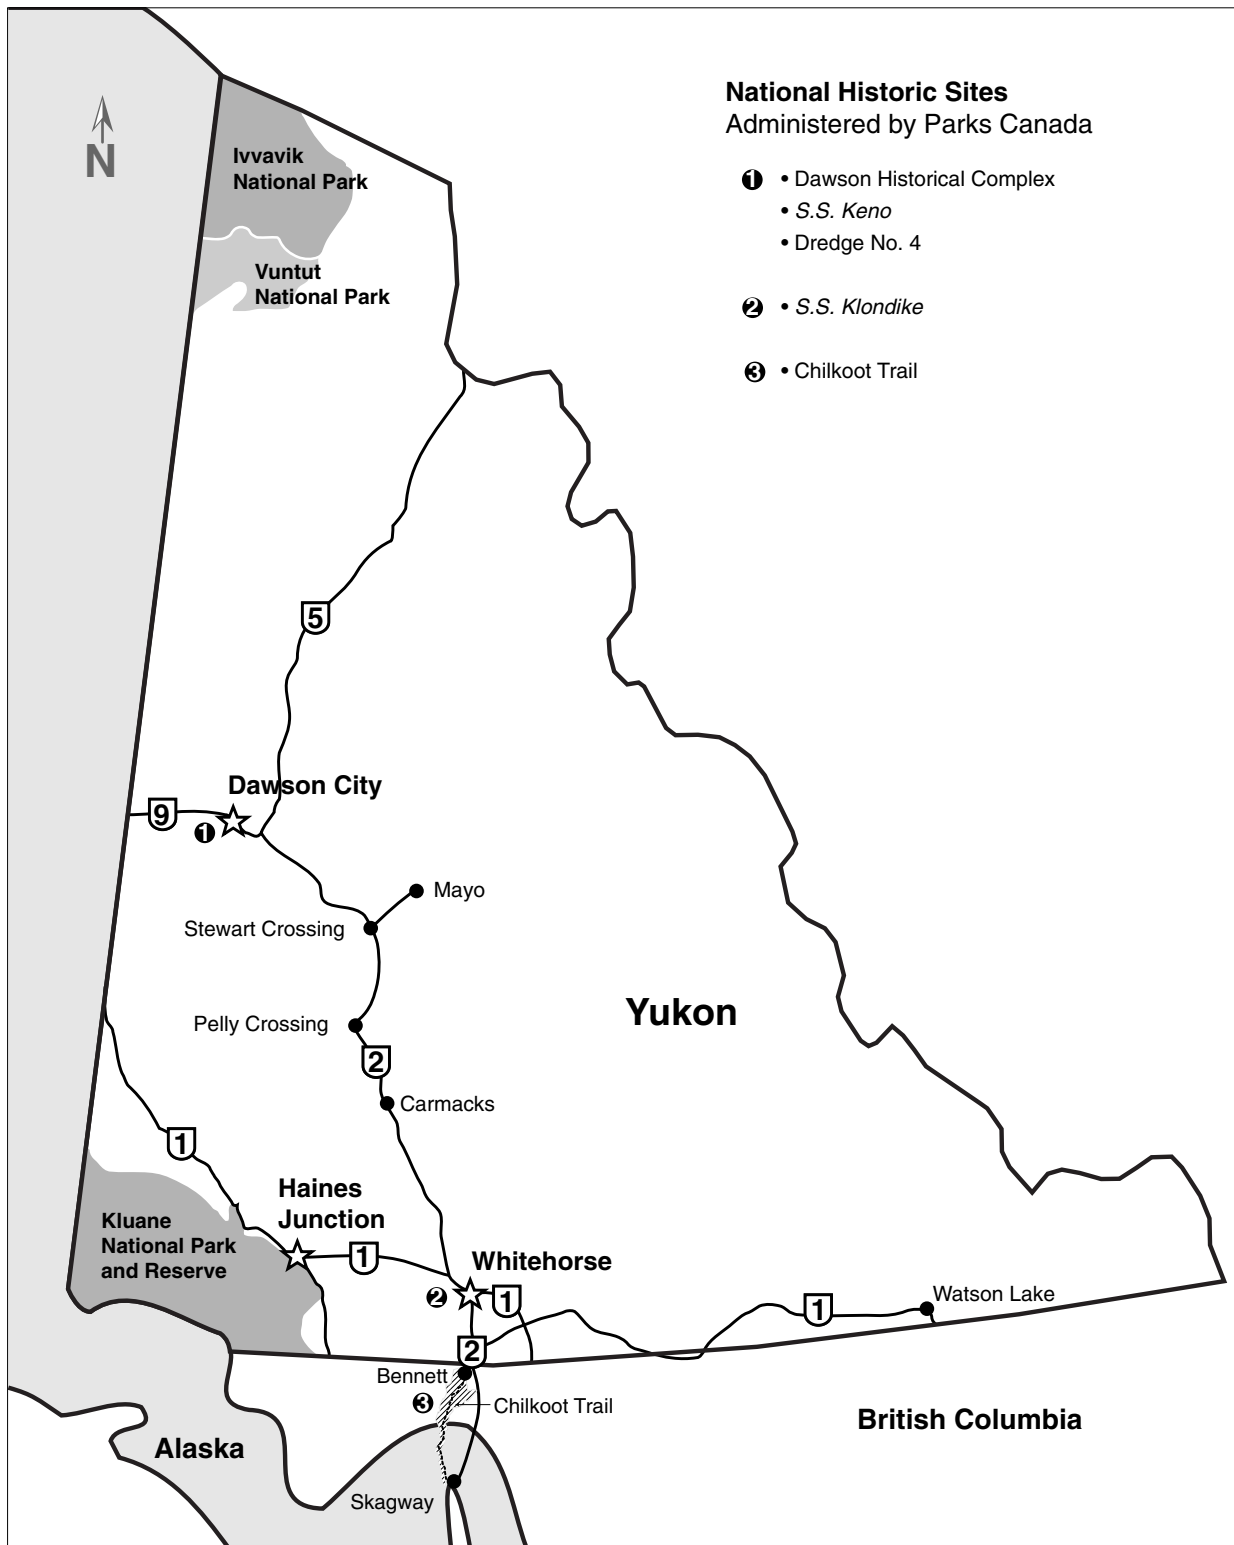 National Historic Sites
Administered by Parks Canada
N
Ivvavik
National Park
1 • Dawson Historical Complex
• S.S. Keno
• Dredge No. 4
Vuntut
National Park
2 • S.S. Klondike
3 • Chilkoot Trail
5
Dawson City
9
1
Mayo
Stewart Crossing
Yukon
Pelly Crossing
2
Carmacks
1
Haines
Junction
Kluane
National Park
and Reserve
1
Whitehorse
2
1
Watson Lake
1
2
Bennett
3
Chilkoot Trail
British Columbia
Alaska
Skagway